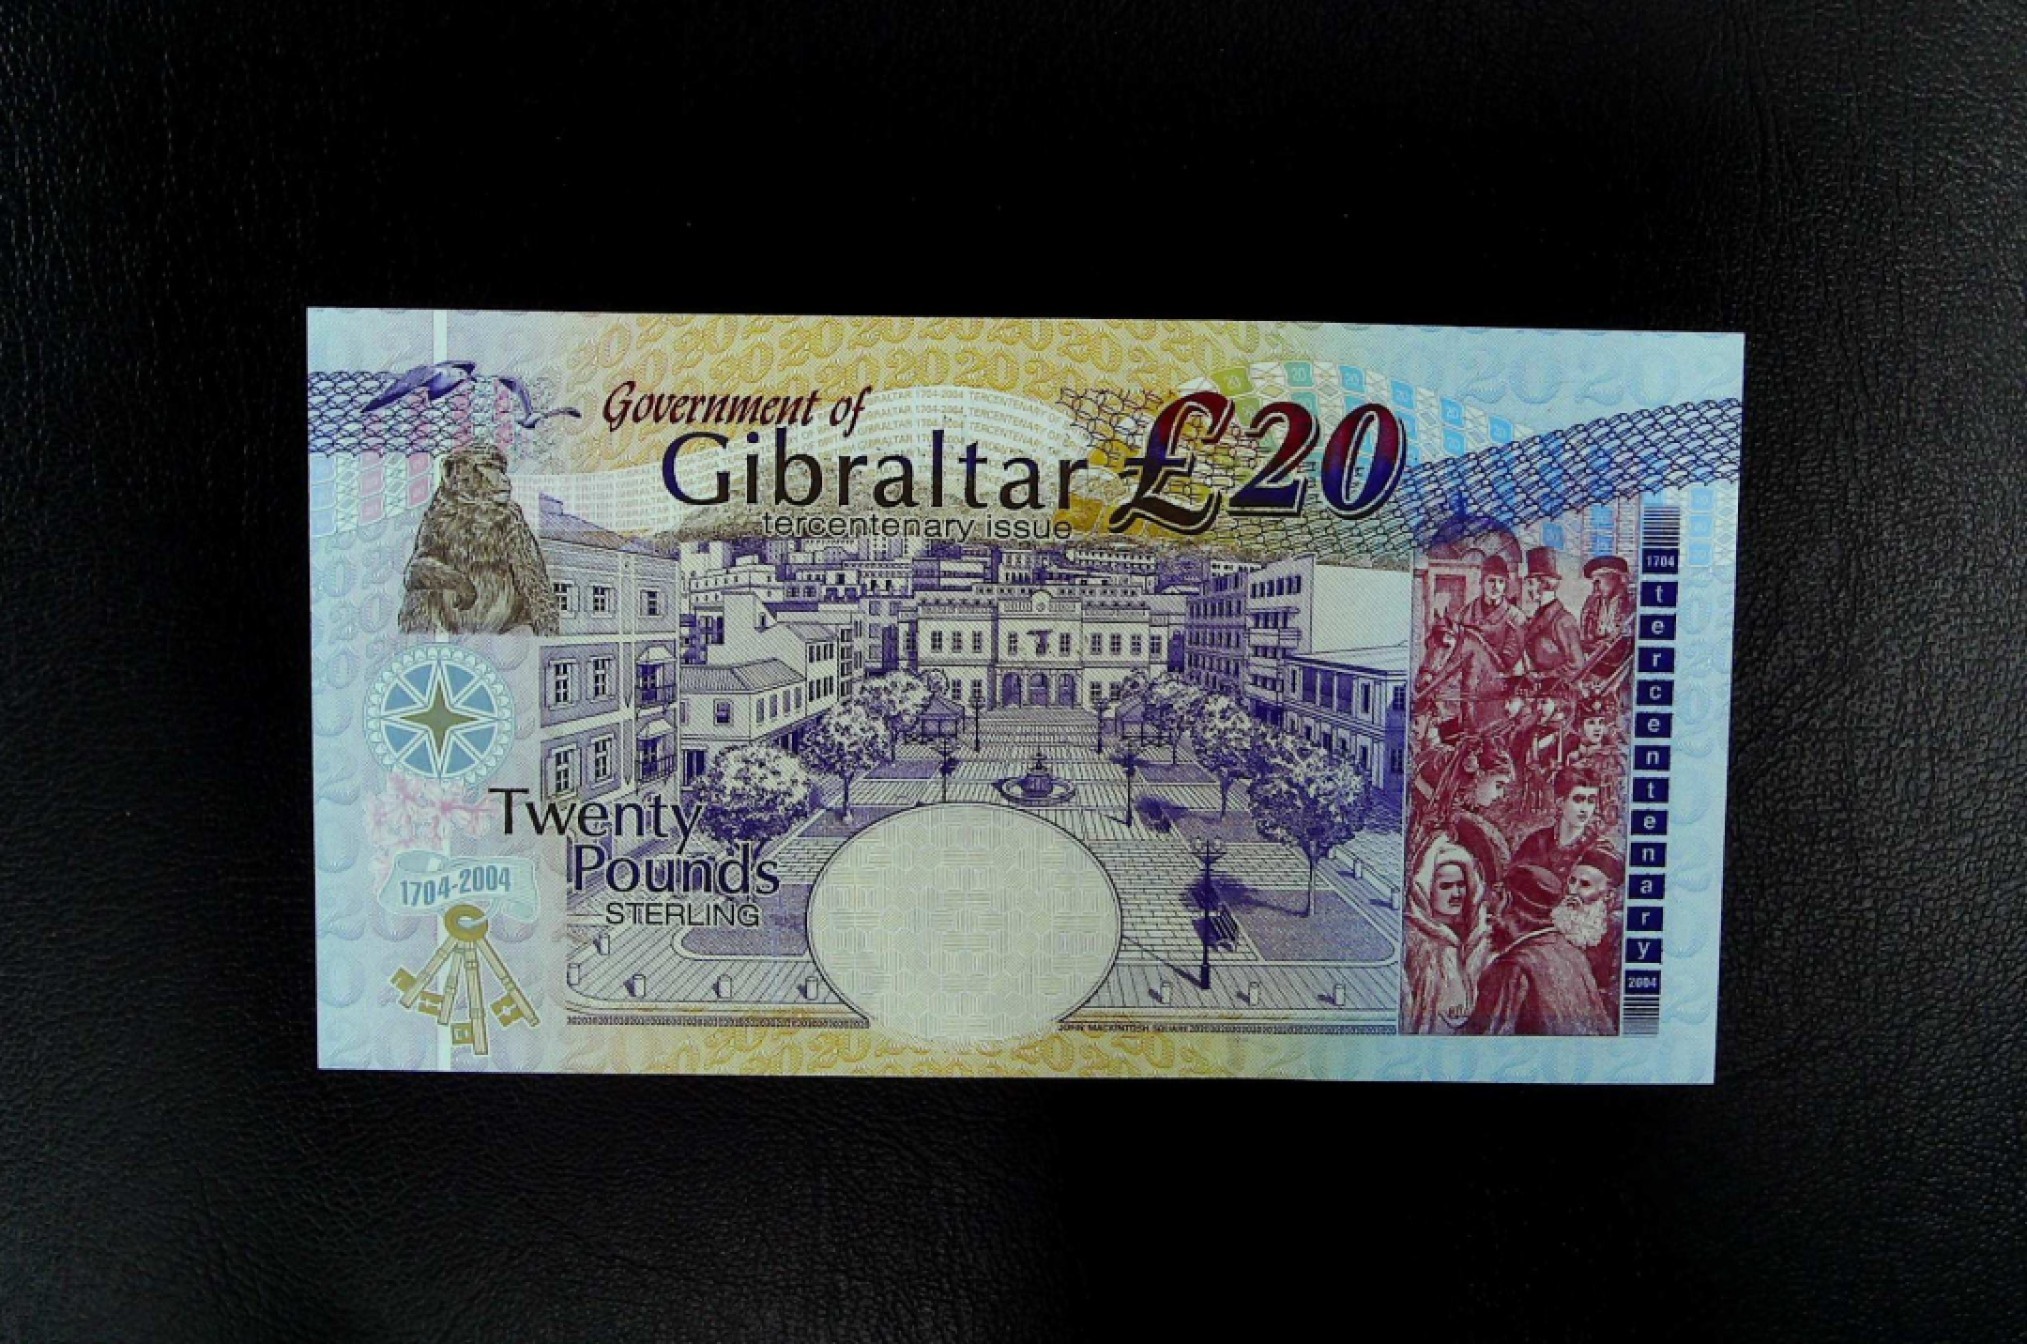 Government of
Gibraltar £20
tercentenary issue
1704
tercentenary
2004
Twenty
Pounds
STERLING
1704-2004
JOHN MACKINTOSH SQUARE